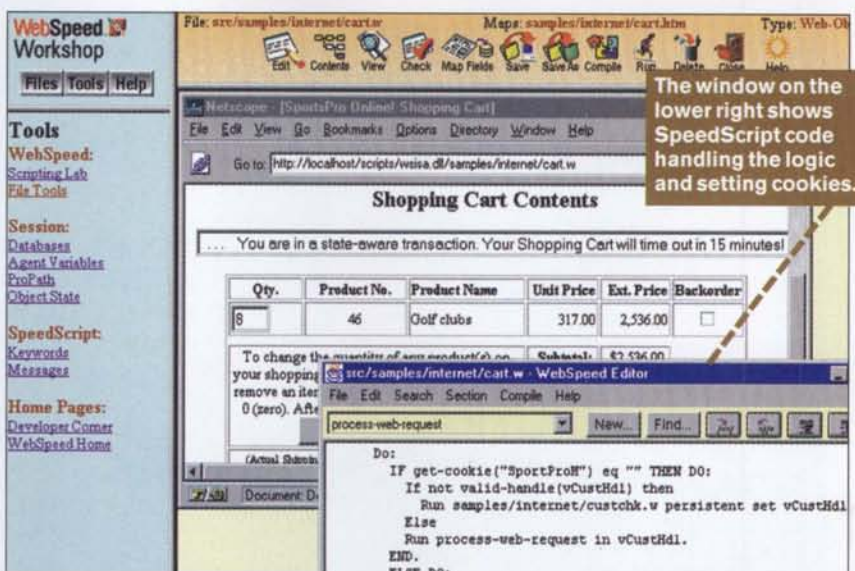 WebSpeed
Workshop
Files Tools Help
Tools
WebSpeed:
Scripting Lab
File Tools
Session:
Databases
Agent Variables
ProPath
Object State
SpeedScript:
Keywords
Messages
Home Pages:
Developer Corner
WebSpeed Home
File: src/samples/internet/cart.w Maps: samples/internet/cart.htm Type: Web-Ob
Edit Contents View Check Map Fields Save Save As Compile Run Delete Close Help
The window on the
lower right shows
SpeedScript code
handling the logic
and setting cookies.
Netscape - [SportsPro Online! Shopping Cart]
File Edit View Go Bookmarks Options Directory Window Help
Go to: http://localhost/scripts/wsisa.dll/samples/internet/cart.w
Shopping Cart Contents
... You are in a state-aware transaction. Your Shopping Cart will time out in 15 minutes!
Qty. Product No. Product Name Unit Price Ext. Price Backorder
8 46 Golf clubs 317.00 2,536.00
To change the quantity of any product(s) on
your shopping
remove an iter
0 (zero). Afte
Subtotal: $2,536.00
(Actual
Document: D
src/samples/internet/cart.w - WebSpeed Editor
File Edit Search Section Compile Help
process-web-request New... Find...
Do:
IF get-cookie("SportProM") eq "" THEN DO:
If not valid-handle(vCustHdl) then
Run samples/internet/custchk.w persistent set vCustHdl
Else
Run process-web-request in vCustHdl.
END.
ELSE DO: